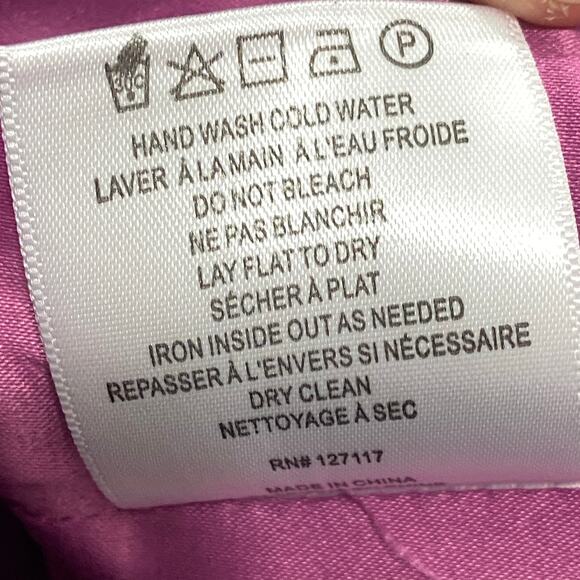 30C
P
HAND WASH COLD WATER
LAVER À LA MAIN À L'EAU FROIDE
DO NOT BLEACH
NE PAS BLANCHIR
LAY FLAT TO DRY
SÉCHER À PLAT
IRON INSIDE OUT AS NEEDED
REPASSER À L'ENVERS SI NÉCESSAIRE
DRY CLEAN
NETTOYAGE À SEC
RN# 127117
MADE IN CHINA